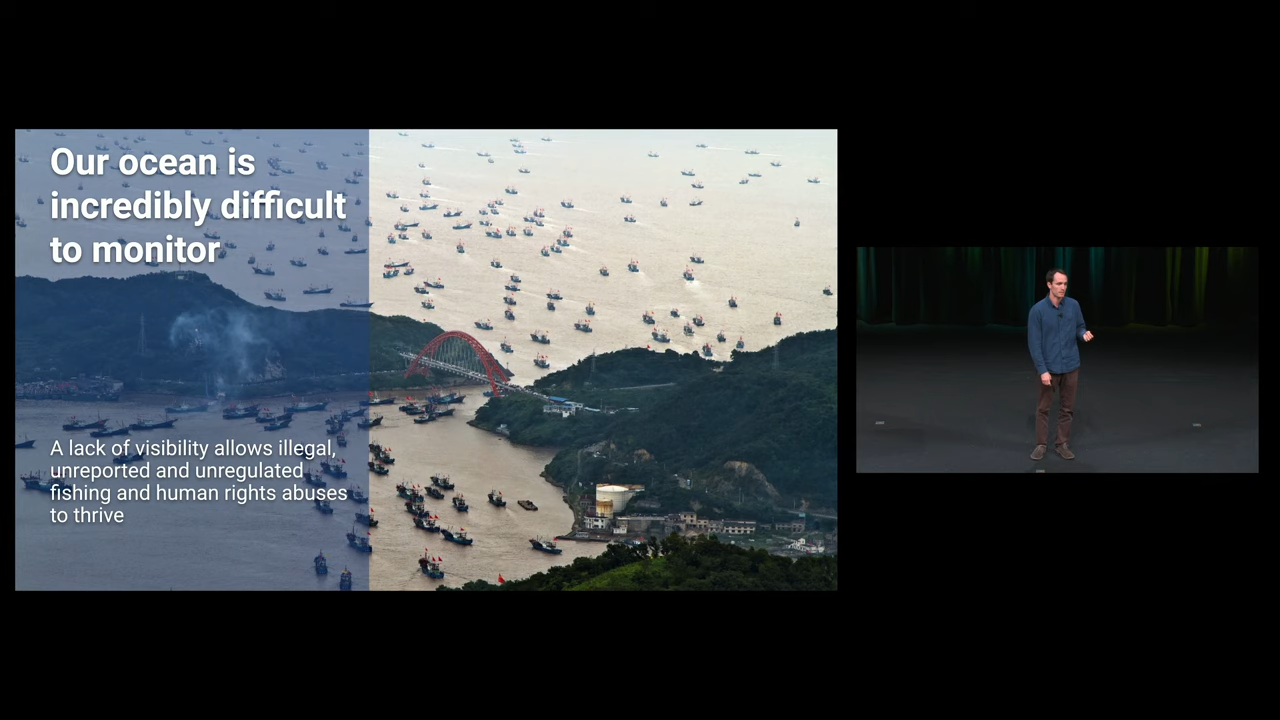 Our ocean is
incredibly difficult
to monitor
A lack of visibility allows illegal,
unreported and unregulated
fishing and human rights abuses
to thrive